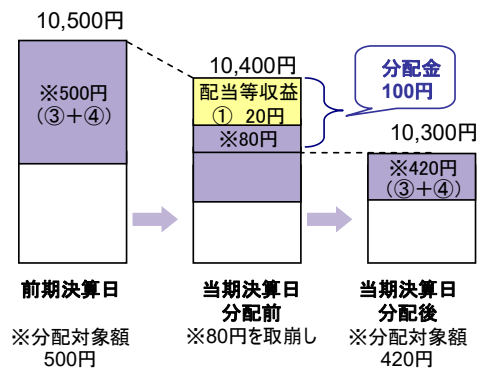 10,500円
※500円
（③＋④）
10,400円
配当等収益
① 20円
※80円
分配金
100円
10,300円
※420円
（③＋④）
前期決算日
※分配対象額
500円
当期決算日
分配前
※80円を取崩し
当期決算日
分配後
※分配対象額
420円